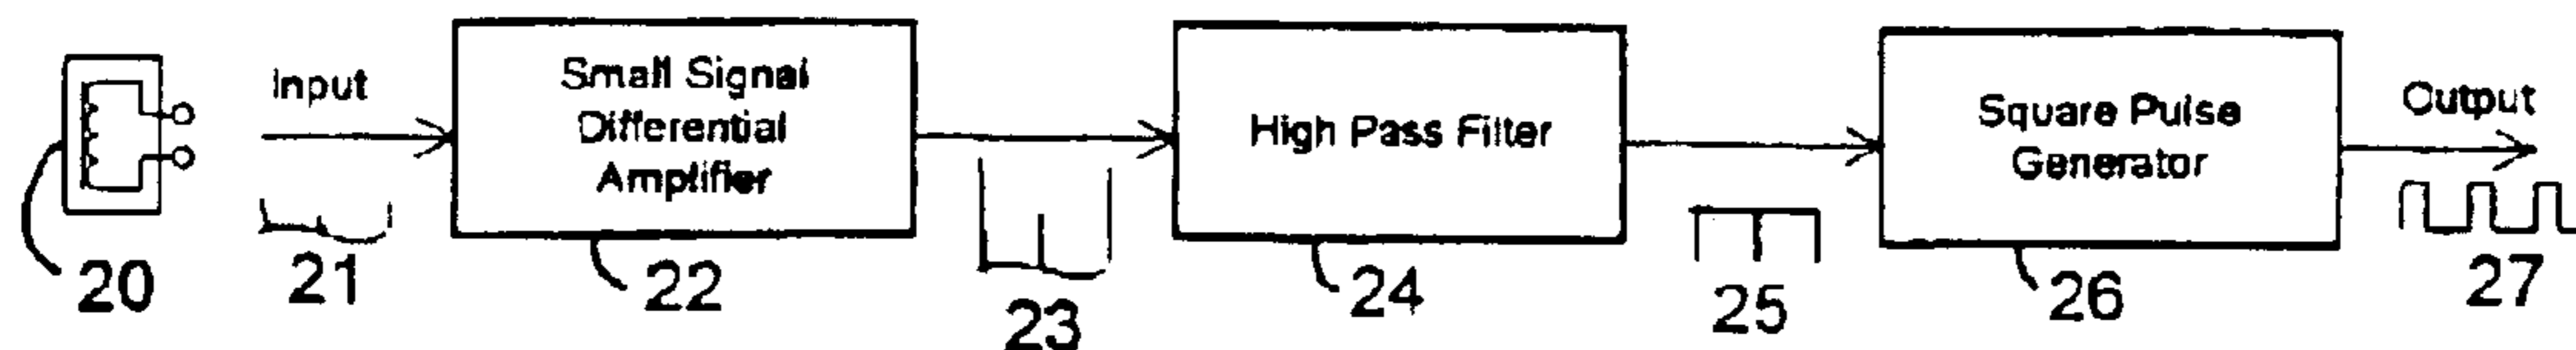 Input
Small Signal
Differential
Amplifier
High Pass Filter
Square Pulse
Generator
Output
20
21
22
23
24
25
26
27